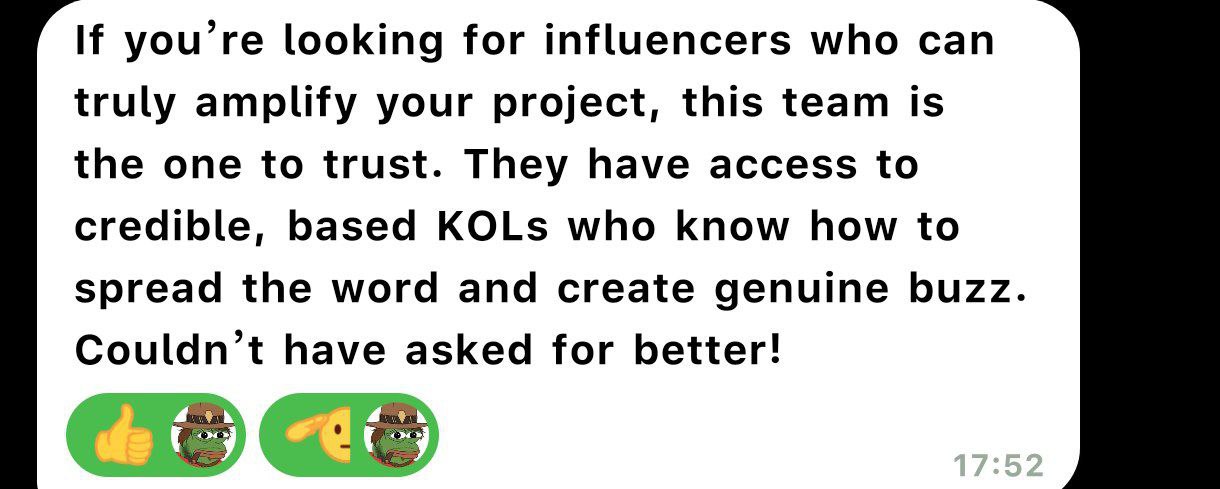 If you’re looking for influencers who can
truly amplify your project, this team is
the one to trust. They have access to
credible, based KOLs who know how to
spread the word and create genuine buzz.
Couldn’t have asked for better!
17:52